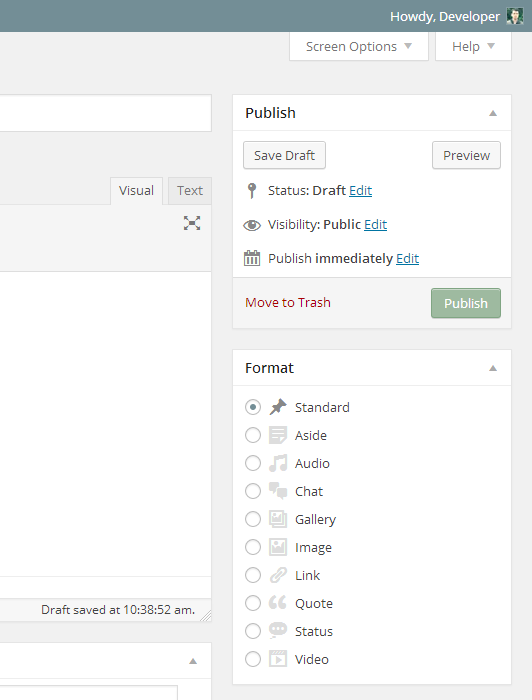 Howdy, Developer
Screen Options
Help
Visual
Text
Draft saved at 10:38:52 am.
Publish
Save Draft
Preview
Status: Draft Edit
Visibility: Public Edit
Publish immediately Edit
Move to Trash
Publish
Format
Standard
Aside
Audio
Chat
Gallery
Image
Link
Quote
Status
Video